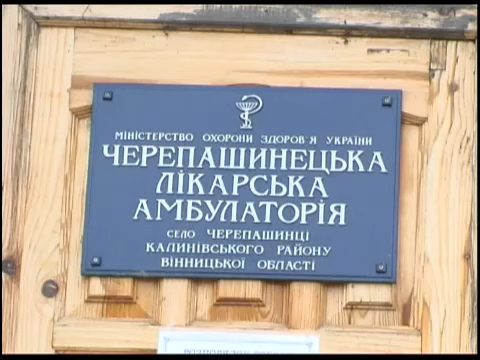 МІНІСТЕРСТВО ОХОРОНИ ЗДОРОВ'Я УКРАЇНИ
ЧЕРЕПАШИНЕЦЬКА
ЛІКАРСЬКА
АМБУЛАТОРІЯ
СЕЛО ЧЕРЕПАШИНЦІ
КАЛИНІВСЬКОГО РАЙОНУ
ВІННИЦЬКОЇ ОБЛАСТІ